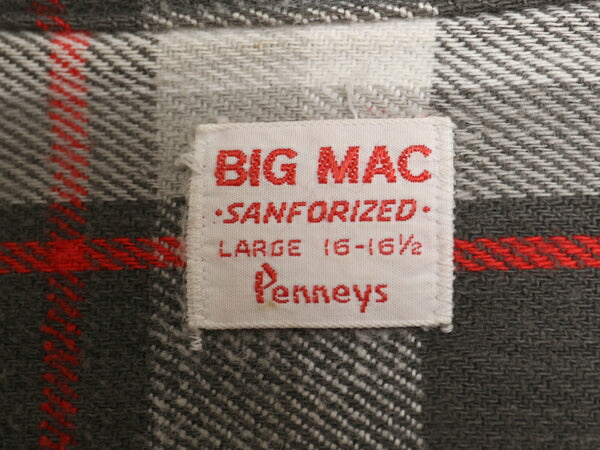 BIG MAC
·SANFORIZED·
LARGE 16-16½
Penneys